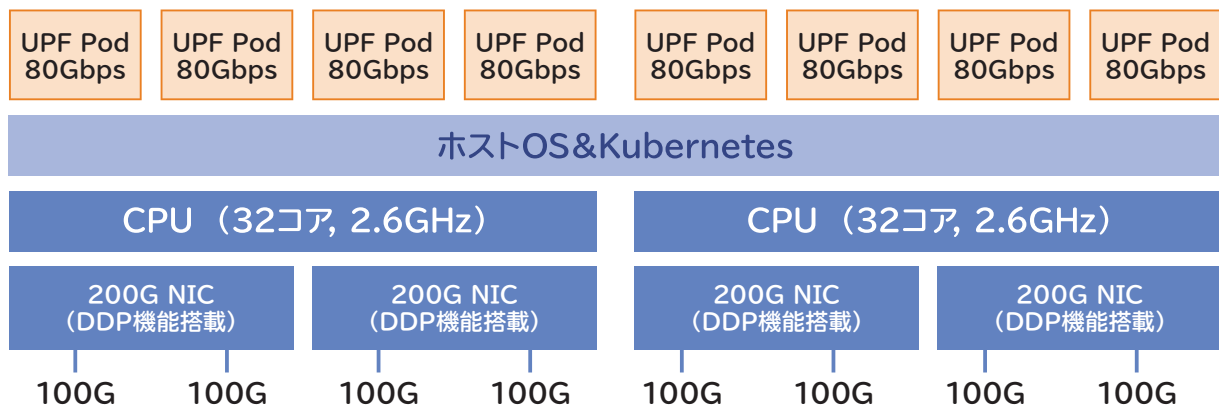 UPF Pod
80Gbps
UPF Pod
80Gbps
UPF Pod
80Gbps
UPF Pod
80Gbps
UPF Pod
80Gbps
UPF Pod
80Gbps
UPF Pod
80Gbps
UPF Pod
80Gbps
ホストOS&Kubernetes
CPU（32コア, 2.6GHz）
CPU（32コア, 2.6GHz）
200G NIC
（DDP機能搭載）
200G NIC
（DDP機能搭載）
200G NIC
（DDP機能搭載）
200G NIC
（DDP機能搭載）
100G
100G
100G
100G
100G
100G
100G
100G